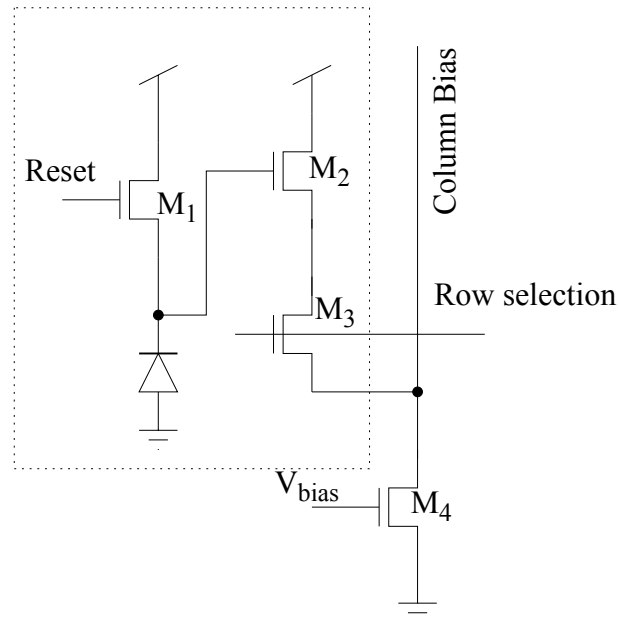 Column Bias
Reset
M1
M2
M3
Row selection
Vbias
M4